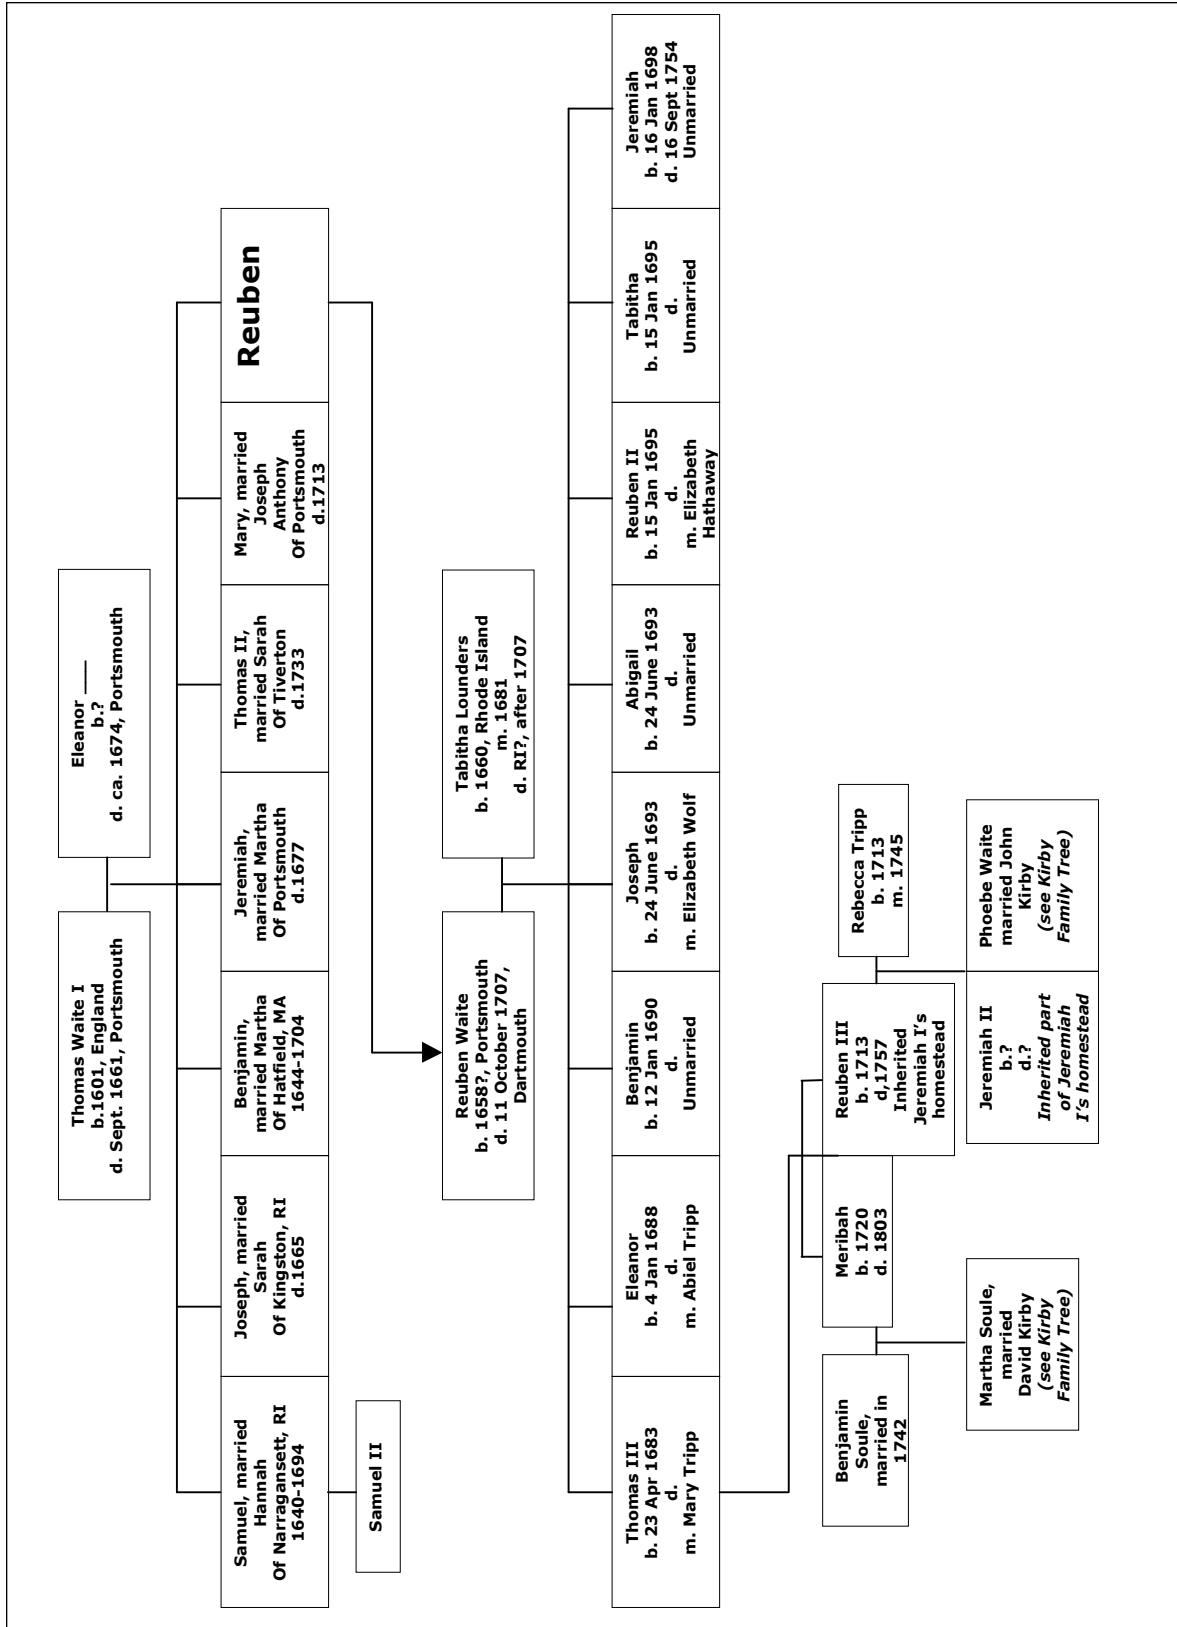 Thomas Waite I
b.1601, England
d. Sept. 1661, Portsmouth
Eleanor ____
b.?
d. ca. 1674, Portsmouth
Samuel, married
Hannah
Of Narragansett, RI
1640-1694
Joseph, married
Sarah
Of Kingston, RI
d.1665
Benjamin,
married Martha
Of Hatfield, MA
1644-1704
Jeremiah,
married Martha
Of Portsmouth
d.1677
Thomas II,
married Sarah
Of Tiverton
d.1733
Mary, married
Joseph
Anthony
Of Portsmouth
d.1713
Reuben
Samuel II
Reuben Waite
b. 1658?, Portsmouth
d. 11 October 1707,
Dartmouth
Tabitha Lounders
b. 1660, Rhode Island
m. 1681
d. RI?, after 1707
Thomas III
b. 23 Apr 1683
d.
m. Mary Tripp
Eleanor
b. 4 Jan 1688
d.
m. Abiel Tripp
Benjamin
b. 12 Jan 1690
d.
Unmarried
Joseph
b. 24 June 1693
d.
m. Elizabeth Wolf
Abigail
b. 24 June 1693
d.
Unmarried
Reuben II
b. 15 Jan 1695
d.
m. Elizabeth
Hathaway
Tabitha
b. 15 Jan 1695
d.
Unmarried
Jeremiah
b. 16 Jan 1698
d. 16 Sept 1754
Unmarried
Benjamin
Soule,
married in
1742
Meribah
b. 1720
d. 1803
Reuben III
b. 1713
d,1757
Inherited
Jeremiah I's
homestead
Rebecca Tripp
b. 1713
m. 1745
Martha Soule,
married
David Kirby
(see Kirby
Family Tree)
Jeremiah II
b.?
d.?
Inherited part
of Jeremiah
I's homestead
Phoebe Waite
married John
Kirby
(see Kirby
Family Tree)